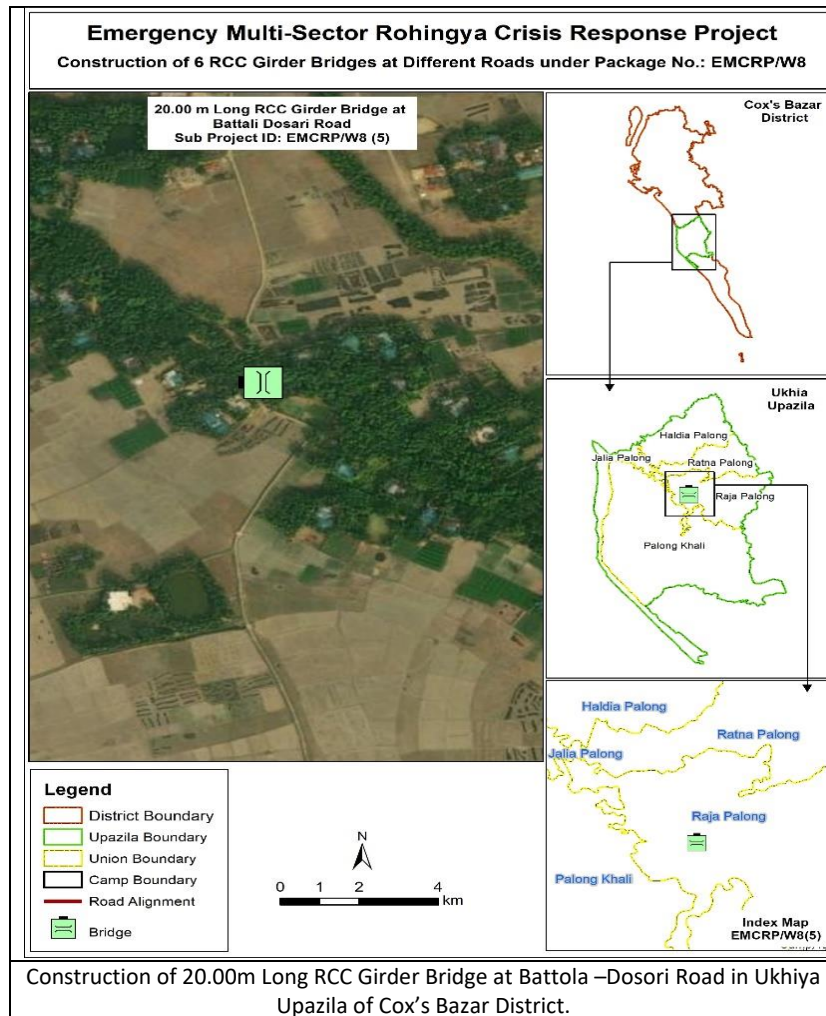 Emergency Multi-Sector Rohingya Crisis Response Project
Construction of 6 RCC Girder Bridges at Different Roads under Package No.: EMCRP/W8
20.00 m Long RCC Girder Bridge at
Battali Dosari Road
Sub Project ID: EMCRP/W8 (5)
Cox's Bazar
District
Ukhia
Upazila
Haldia Palong
Jalia Palong
Ratna Palong
Raja Palong
Palong Khali
Haldia Palong
Ratna Palong
Jalia Palong
Raja Palong
Palong Khali
Index Map
EMCRP/W8(5)
Legend
District Boundary
Upazila Boundary
Union Boundary
Camp Boundary
Road Alignment
Bridge
N
0 1 2 4
km
Construction of 20.00m Long RCC Girder Bridge at Battola –Dosori Road in Ukhiya
Upazila of Cox's Bazar District.